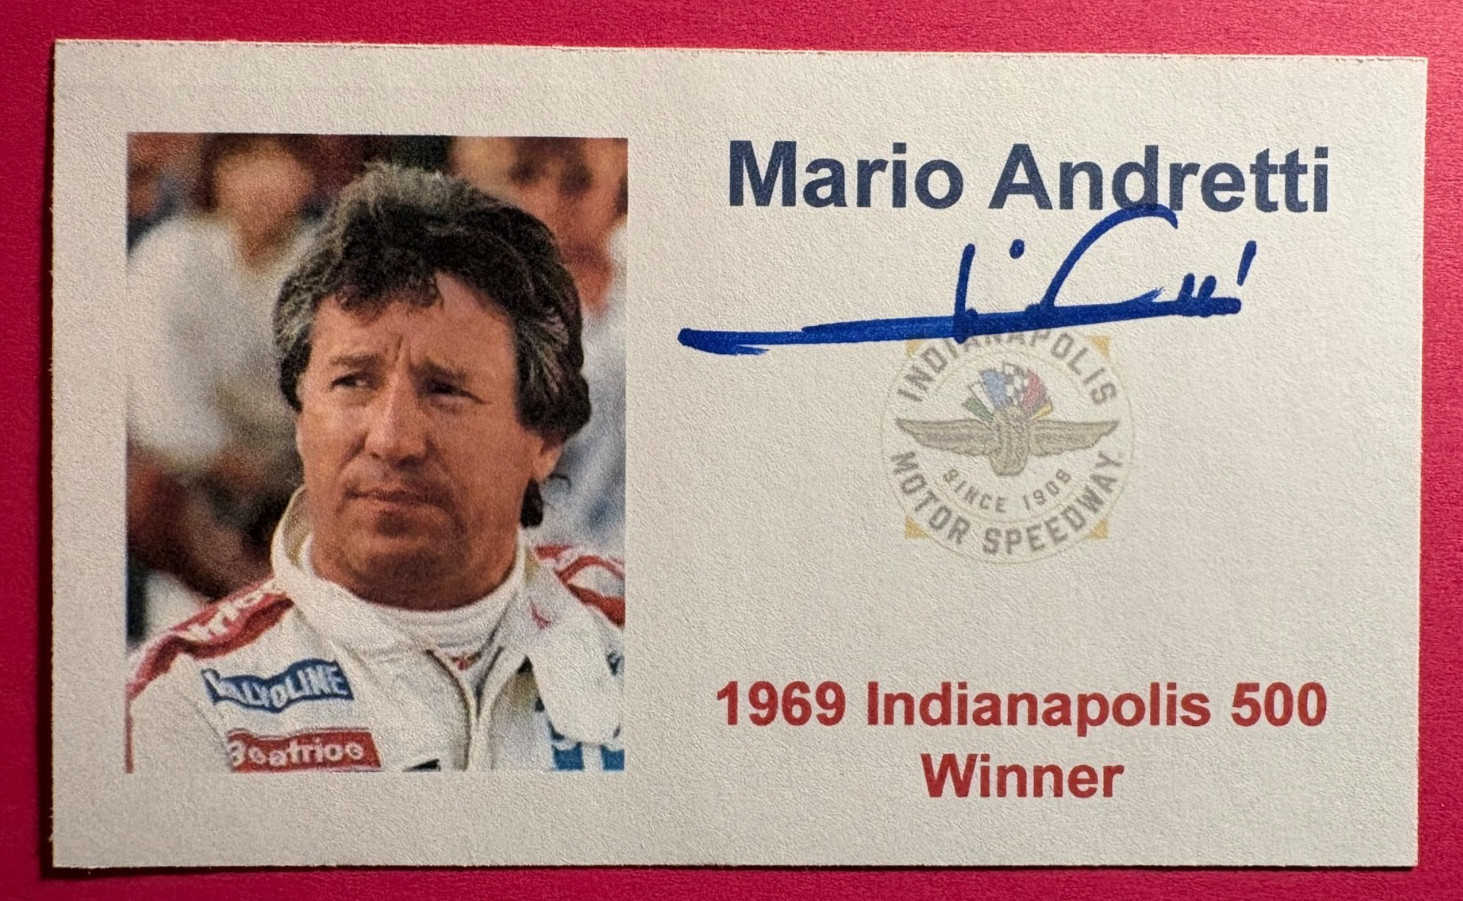 Mario Andretti
INDIANAPOLIS
SINCE 1909
MOTOR SPEEDWAY
VALVOLINE
Beatrice
1969 Indianapolis 500
Winner